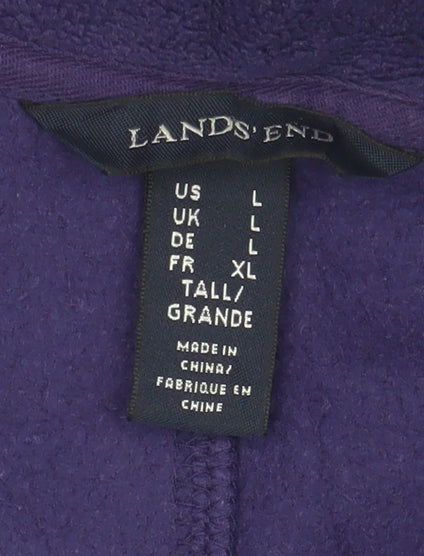 LANDS' END
US L
UK L
DE L
FR XL
TALL/
GRANDE
MADE IN
CHINA/
FABRIQUE EN
CHINE